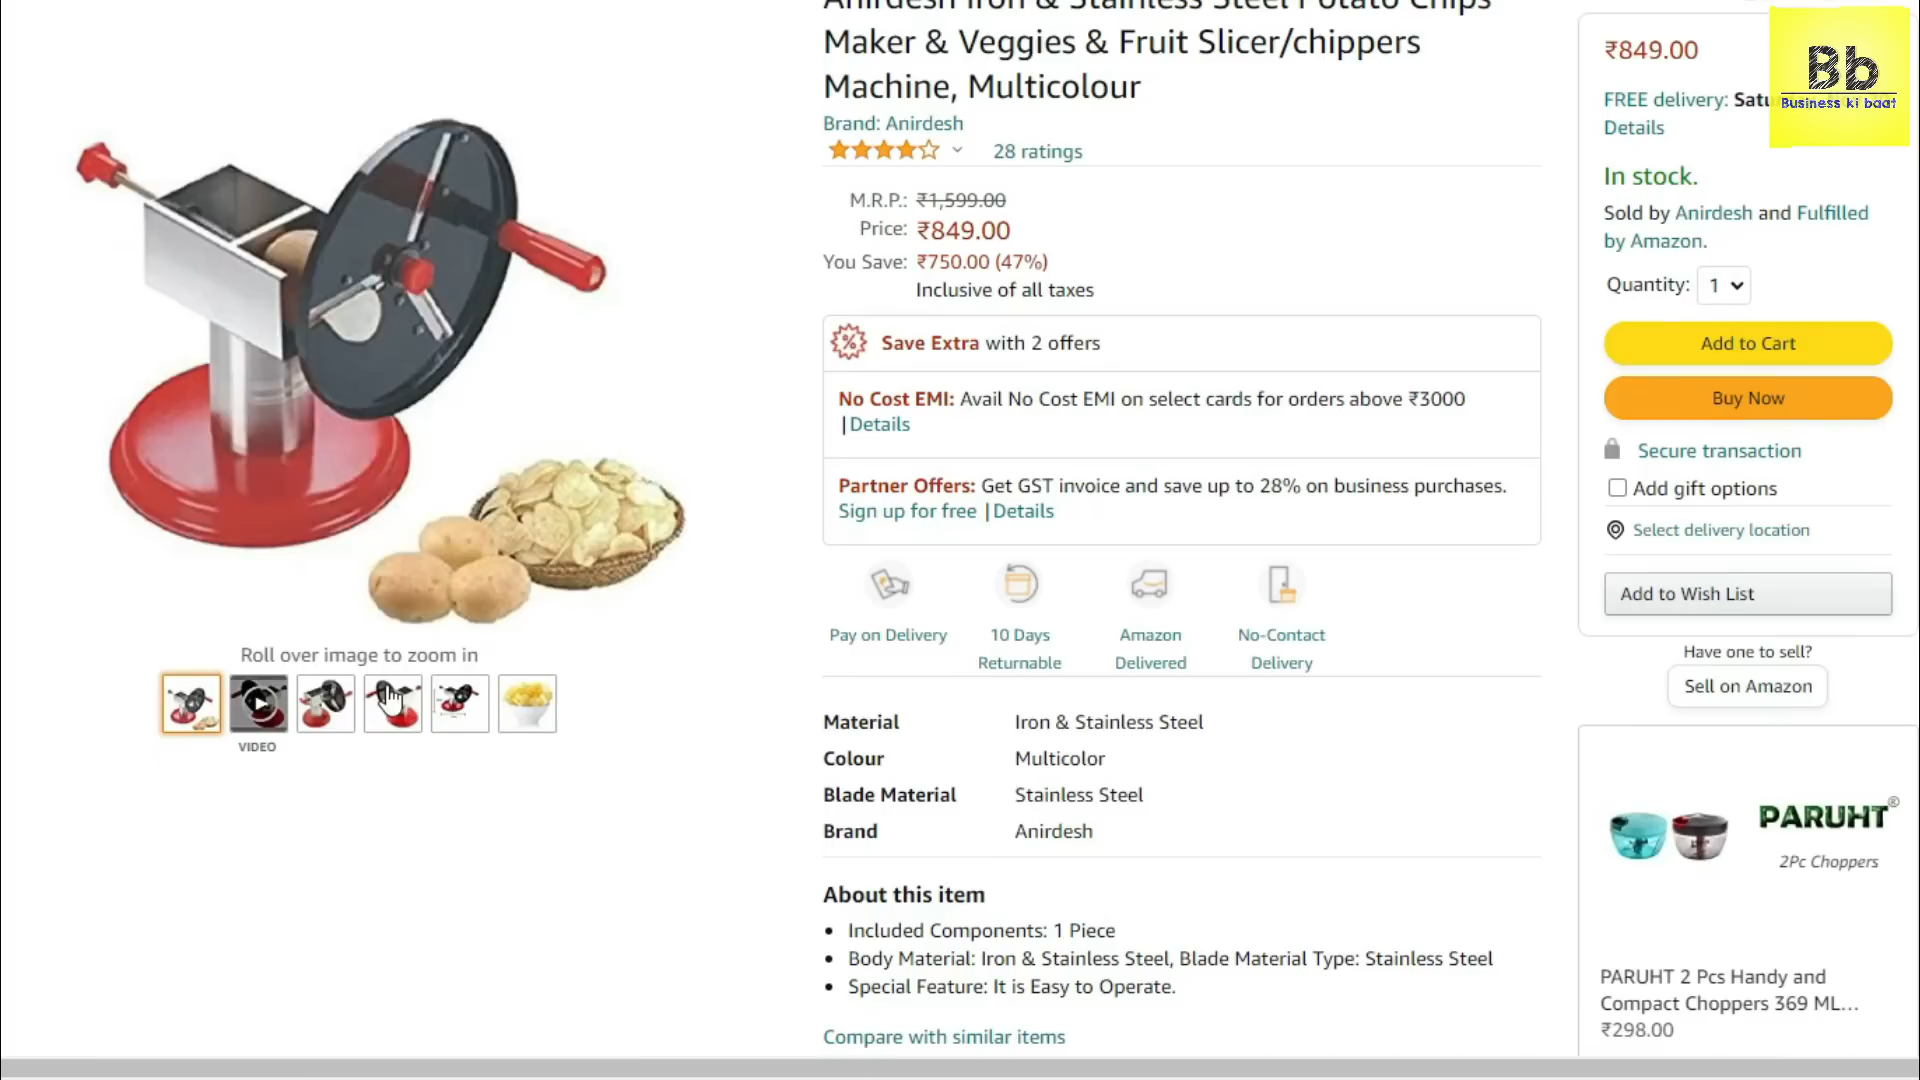 Anirdesh Iron & Stainless Steel Potato Chips
Maker & Veggies & Fruit Slicer/chippers
Machine, Multicolour
Brand: Anirdesh
28 ratings
M.R.P.: ₹1,599.00
Price: ₹849.00
You Save: ₹750.00 (47%)
Inclusive of all taxes
Save Extra with 2 offers
No Cost EMI: Avail No Cost EMI on select cards for orders above ₹3000
|Details
Partner Offers: Get GST invoice and save up to 28% on business purchases.
Sign up for free |Details
Pay on Delivery
10 Days
Returnable
Amazon
Delivered
No-Contact
Delivery
Material Iron & Stainless Steel
Colour Multicolor
Blade Material Stainless Steel
Brand Anirdesh
About this item
• Included Components: 1 Piece
• Body Material: Iron & Stainless Steel, Blade Material Type: Stainless Steel
• Special Feature: It is Easy to Operate.
Compare with similar items
Roll over image to zoom in
VIDEO
₹849.00
FREE delivery:
Details
In stock.
Sold by Anirdesh and Fulfilled
by Amazon.
Quantity: 1
Add to Cart
Buy Now
Secure transaction
Add gift options
Select delivery location
Add to Wish List
Have one to sell?
Sell on Amazon
PARUHT®
2Pc Choppers
PARUHT 2 Pcs Handy and
Compact Choppers 369 ML...
₹298.00
Bb
Business ki baat